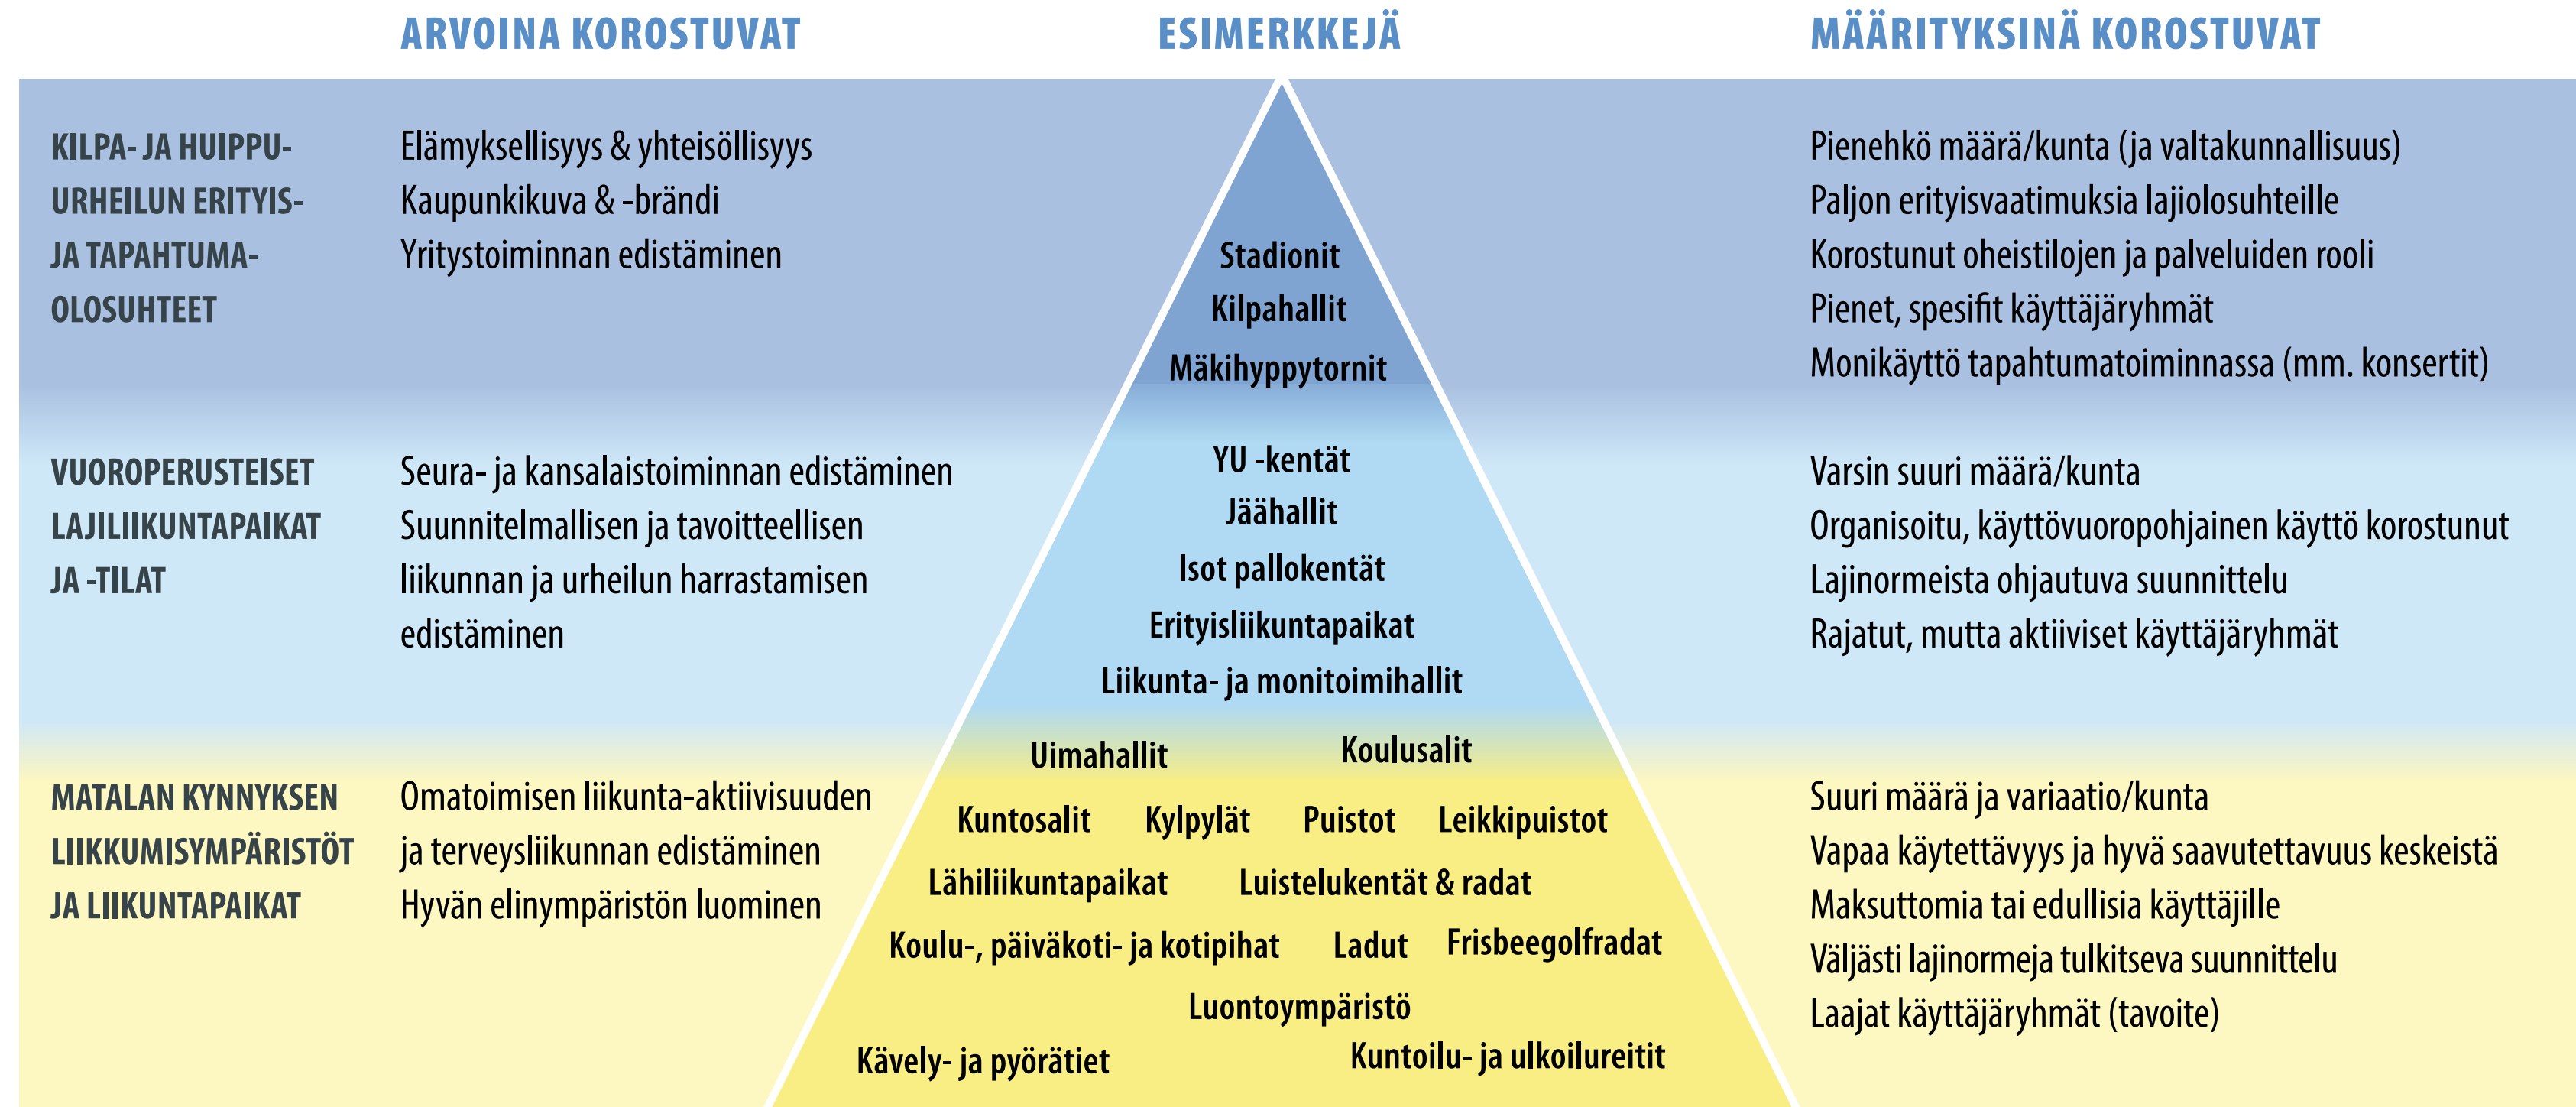 ARVOINA KOROSTUVAT
ESIMERKKEJÄ
MÄÄRITYKSINÄ KOROSTUVAT
KILPA- JA HUIPPU-
URHEILUN ERITYIS-
JA TAPAHTUMA-
OLOSUHTEET
Elämyksellisyys & yhteisöllisyys
Kaupunkikuva & -brändi
Yritystoiminnan edistäminen
Stadionit
Kilpahallit
Mäkihyppytornit
Pienehkö määrä/kunta (ja valtakunnallisuus)
Paljon erityisvaatimuksia lajiolosuhteille
Korostunut oheistilojen ja palveluiden rooli
Pienet, spesifit käyttäjäryhmät
Monikäyttö tapahtumatoiminnassa (mm. konsertit)
VUOROPERUSTEISET
LAJILIIKUNTAPAIKAT
JA -TILAT
Seura- ja kansalaistoiminnan edistäminen
Suunnitelmallisen ja tavoitteellisen
liikunnan ja urheilun harrastamisen
edistäminen
YU -kentät
Jäähallit
Isot pallokentät
Erityisliikuntapaikat
Liikunta- ja monitoimihallit
Varsin suuri määrä/kunta
Organisoitu, käyttövuoropohjainen käyttö korostunut
Lajinormeista ohjautuva suunnittelu
Rajatut, mutta aktiiviset käyttäjäryhmät
MATALAN KYNNYKSEN
LIIKKUMISYMPÄRISTÖT
JA LIIKUNTAPAIKAT
Omatoimisen liikunta-aktiivisuuden
ja terveysliikunnan edistäminen
Hyvän elinympäristön luominen
Uimahallit Koulusalit
Kuntosalit Kylpylät Puistot Leikkipuistot
Lähiliikuntapaikat Luistelukentät & radat
Koulu-, päiväkoti- ja kotipihat Ladut Frisbeegolfradat
Luontoympäristö
Kävely- ja pyörätiet Kuntoilu- ja ulkoilureitit
Suuri määrä ja variaatio/kunta
Vapaa käytettävyys ja hyvä saavutettavuus keskeistä
Maksuttomia tai edullisia käyttäjille
Väljästi lajinormeja tulkitseva suunnittelu
Laajat käyttäjäryhmät (tavoite)